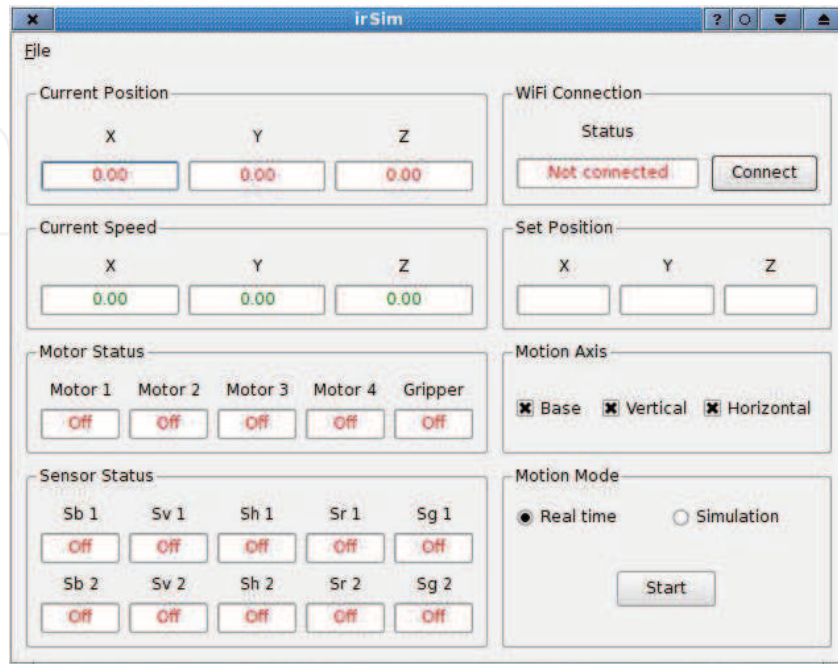 irSim
File
Current Position
X Y Z
0.00 0.00 0.00
WiFi Connection
Status
Not connected Connect
Current Speed
X Y Z
0.00 0.00 0.00
Set Position
X Y Z
Motor Status
Motor 1 Motor 2 Motor 3 Motor 4 Gripper
Off Off Off Off Off
Motion Axis
Base Vertical Horizontal
Sensor Status
Sb 1 Sv 1 Sh 1 Sr 1 Sg 1
Off Off Off Off Off
Sb 2 Sv 2 Sh 2 Sr 2 Sg 2
Off Off Off Off Off
Motion Mode
Real time Simulation
Start